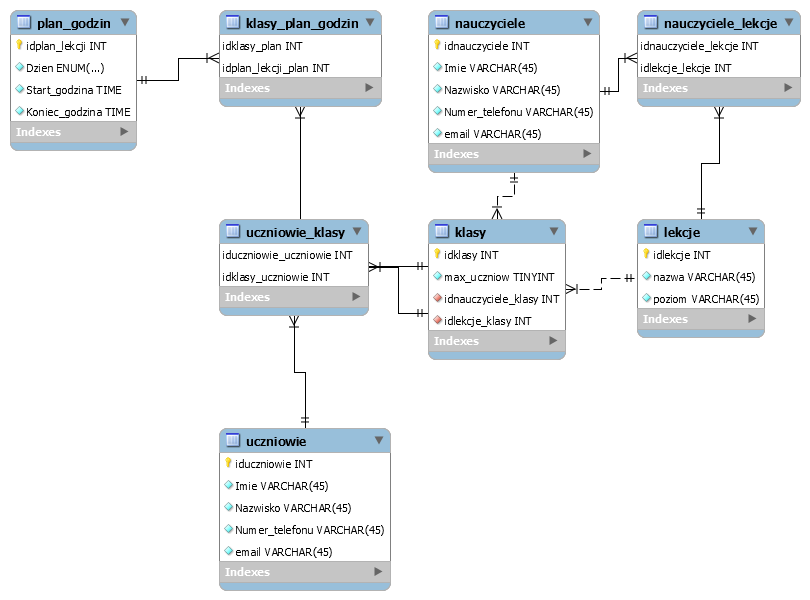 plan_godzin
idplan_lekcji INT
Dzien ENUM(...)
Start_godzina TIME
Koniec_godzina TIME
Indexes
klasy_plan_godzin
idklasy_plan INT
idplan_lekcji_plan INT
Indexes
nauczyciele
idnauczyciele INT
Imie VARCHAR(45)
Nazwisko VARCHAR(45)
Numer_telefonu VARCHAR(45)
email VARCHAR(45)
Indexes
nauczyciele_lekcje
idnauczyciele_lekcje INT
idlekcje_lekcje INT
Indexes
uczniowie_klasy
iduczniowie_uczniowie INT
idklasy_uczniowie INT
Indexes
klasy
idklasy INT
max_uczniow TINYINT
idnauczyciele_klasy INT
idlekcje_klasy INT
Indexes
lekcje
idlekcje INT
nazwa VARCHAR(45)
poziom VARCHAR(45)
Indexes
uczniowie
iduczniowie INT
Imie VARCHAR(45)
Nazwisko VARCHAR(45)
Numer_telefonu VARCHAR(45)
email VARCHAR(45)
Indexes